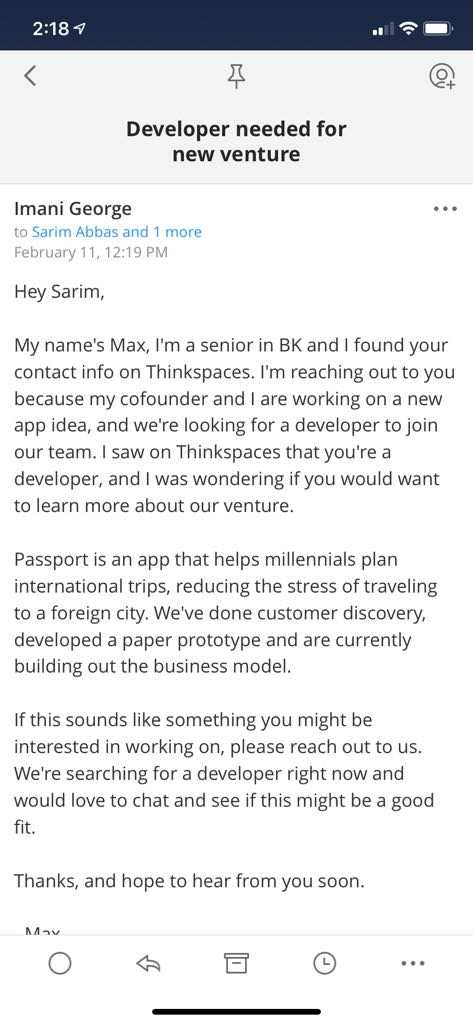 2:18
Developer needed for
new venture
Imani George
to Sarim Abbas and 1 more
February 11, 12:19 PM
Hey Sarim,
My name's Max, I'm a senior in BK and I found your
contact info on Thinkspaces. I'm reaching out to you
because my cofounder and I are working on a new
app idea, and we're looking for a developer to join
our team. I saw on Thinkspaces that you're a
developer, and I was wondering if you would want
to learn more about our venture.
Passport is an app that helps millennials plan
international trips, reducing the stress of traveling
to a foreign city. We've done customer discovery,
developed a paper prototype and are currently
building out the business model.
If this sounds like something you might be
interested in working on, please reach out to us.
We're searching for a developer right now and
would love to chat and see if this might be a good
fit.
Thanks, and hope to hear from you soon.
Max